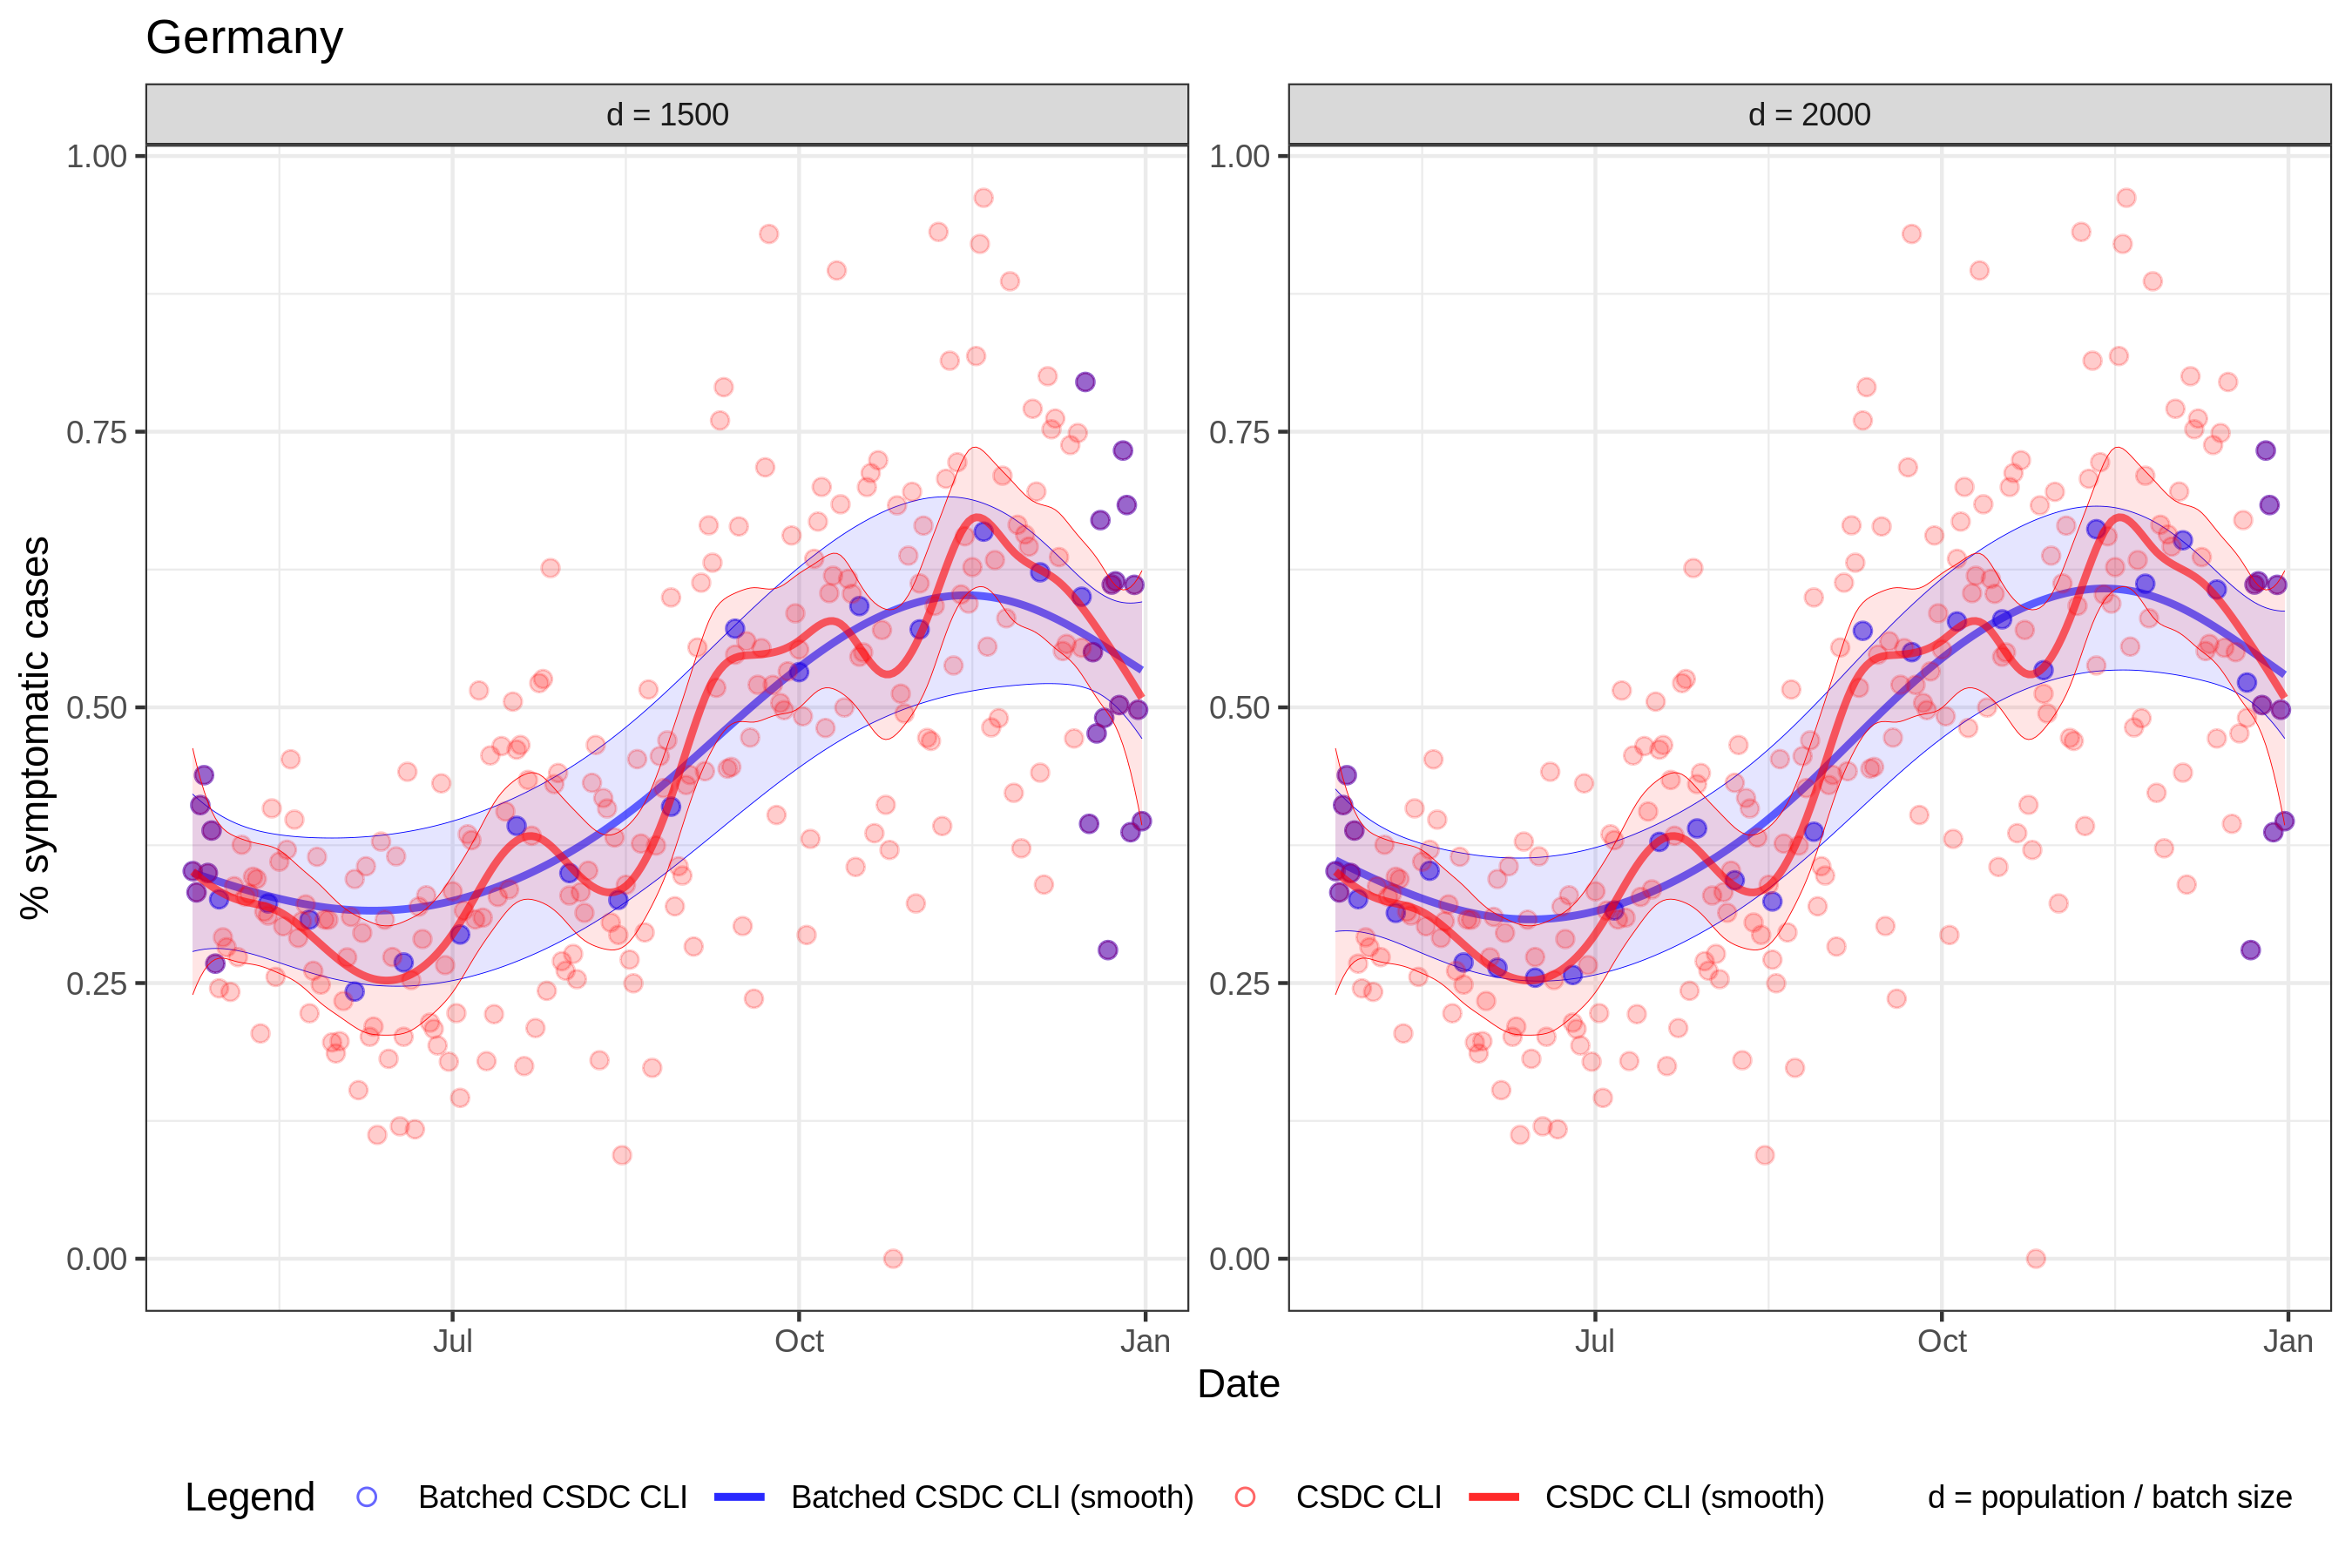 Germany
d = 1500
d = 2000
% symptomatic cases
1.00
0.75
0.50
0.25
0.00
1.00
0.75
0.50
0.25
0.00
Jul
Oct
Jan
Jul
Oct
Jan
Date
Legend
Batched CSDC CLI
Batched CSDC CLI (smooth)
CSDC CLI
CSDC CLI (smooth)
d = population / batch size